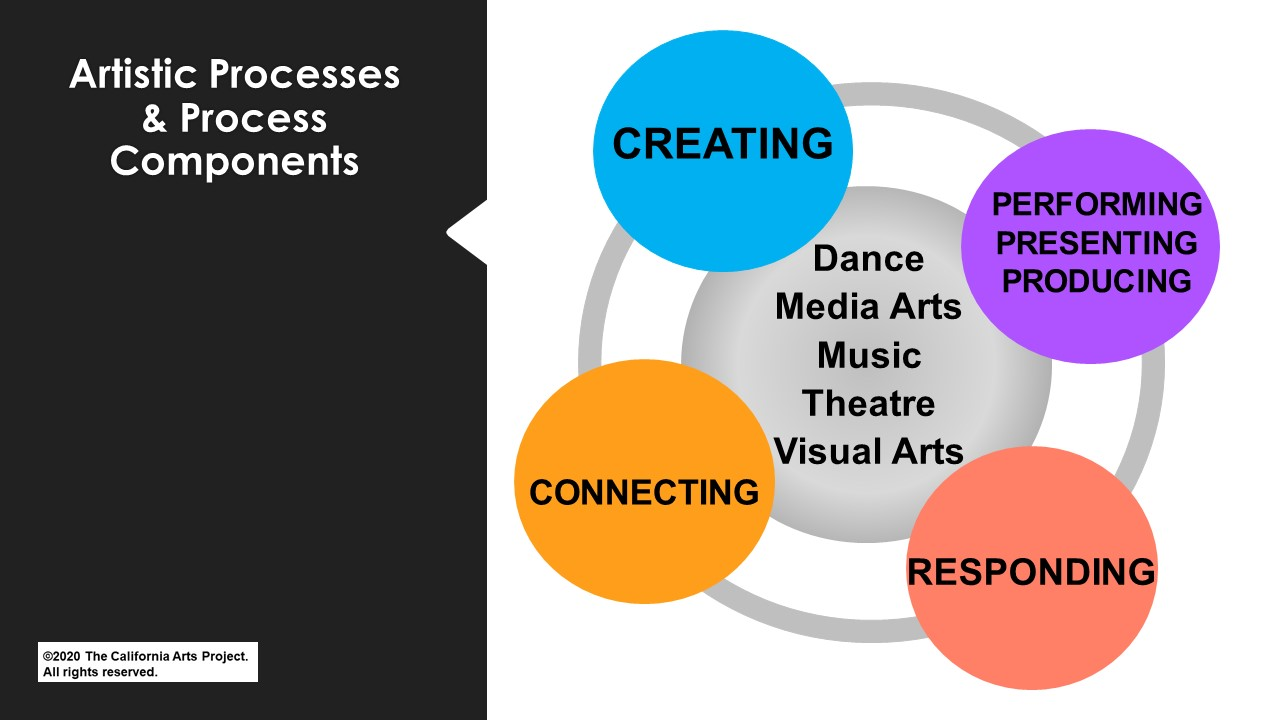 Artistic Processes
& Process
Components
CREATING
PERFORMING
PRESENTING
PRODUCING
Dance
Media Arts
Music
Theatre
Visual Arts
CONNECTING
RESPONDING
©2020 The California Arts Project.
All rights reserved.